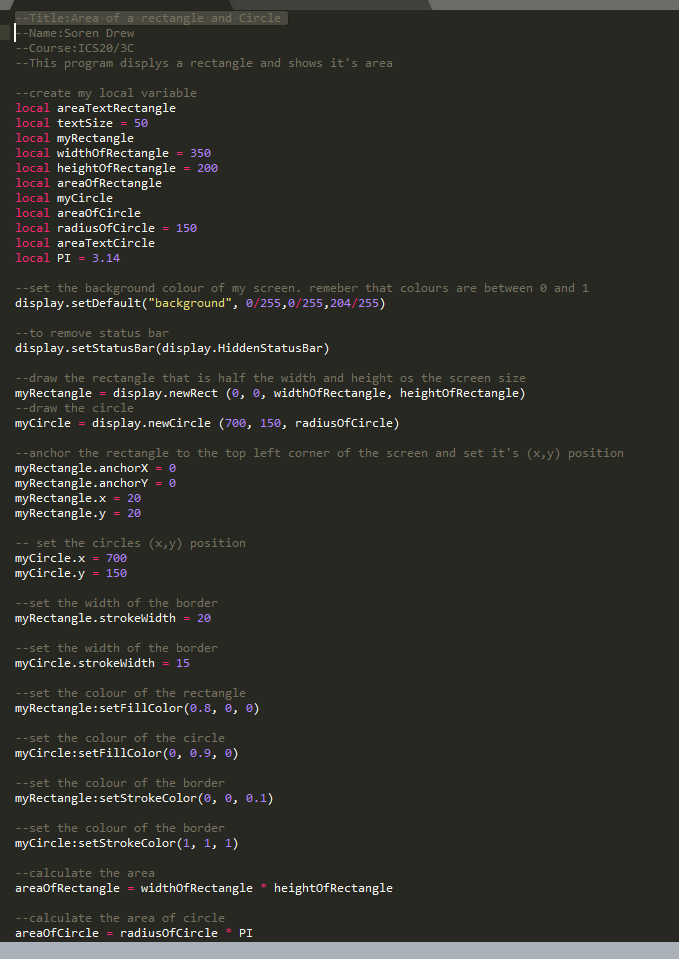 --Title:Area of a rectangle and Circle
--Name:Soren Drew
--Course:ICS20/3C
--This program displys a rectangle and shows it's area
--create my local variable
local areaTextRectangle
local textSize = 50
local myRectangle
local widthOfRectangle = 350
local heightOfRectangle = 200
local areaOfRectangle
local myCircle
local areaOfCircle
local radiusOfCircle = 150
local areaTextCircle
local PI = 3.14
--set the background colour of my screen. remeber that colours are between 0 and 1
display.setDefault("background", 0/255,0/255,204/255)
--to remove status bar
display.setStatusBar(display.HiddenStatusBar)
--draw the rectangle that is half the width and height os the screen size
myRectangle = display.newRect (0, 0, widthOfRectangle, heightOfRectangle)
--draw the circle
myCircle = display.newCircle (700, 150, radiusOfCircle)
--anchor the rectangle to the top left corner of the screen and set it's (x,y) position
myRectangle.anchorX = 0
myRectangle.anchorY = 0
myRectangle.x = 20
myRectangle.y = 20
-- set the circles (x,y) position
myCircle.x = 700
myCircle.y = 150
--set the width of the border
myRectangle.strokeWidth = 20
--set the width of the border
myCircle.strokeWidth = 15
--set the colour of the rectangle
myRectangle:setFillColor(0.8, 0, 0)
--set the colour of the circle
myCircle:setFillColor(0, 0.9, 0)
--set the colour of the border
myRectangle:setStrokeColor(0, 0, 0.1)
--set the colour of the border
myCircle:setStrokeColor(1, 1, 1)
--calculate the area
areaOfRectangle = widthOfRectangle * heightOfRectangle
--calculate the area of circle
areaOfCircle = radiusOfCircle * PI